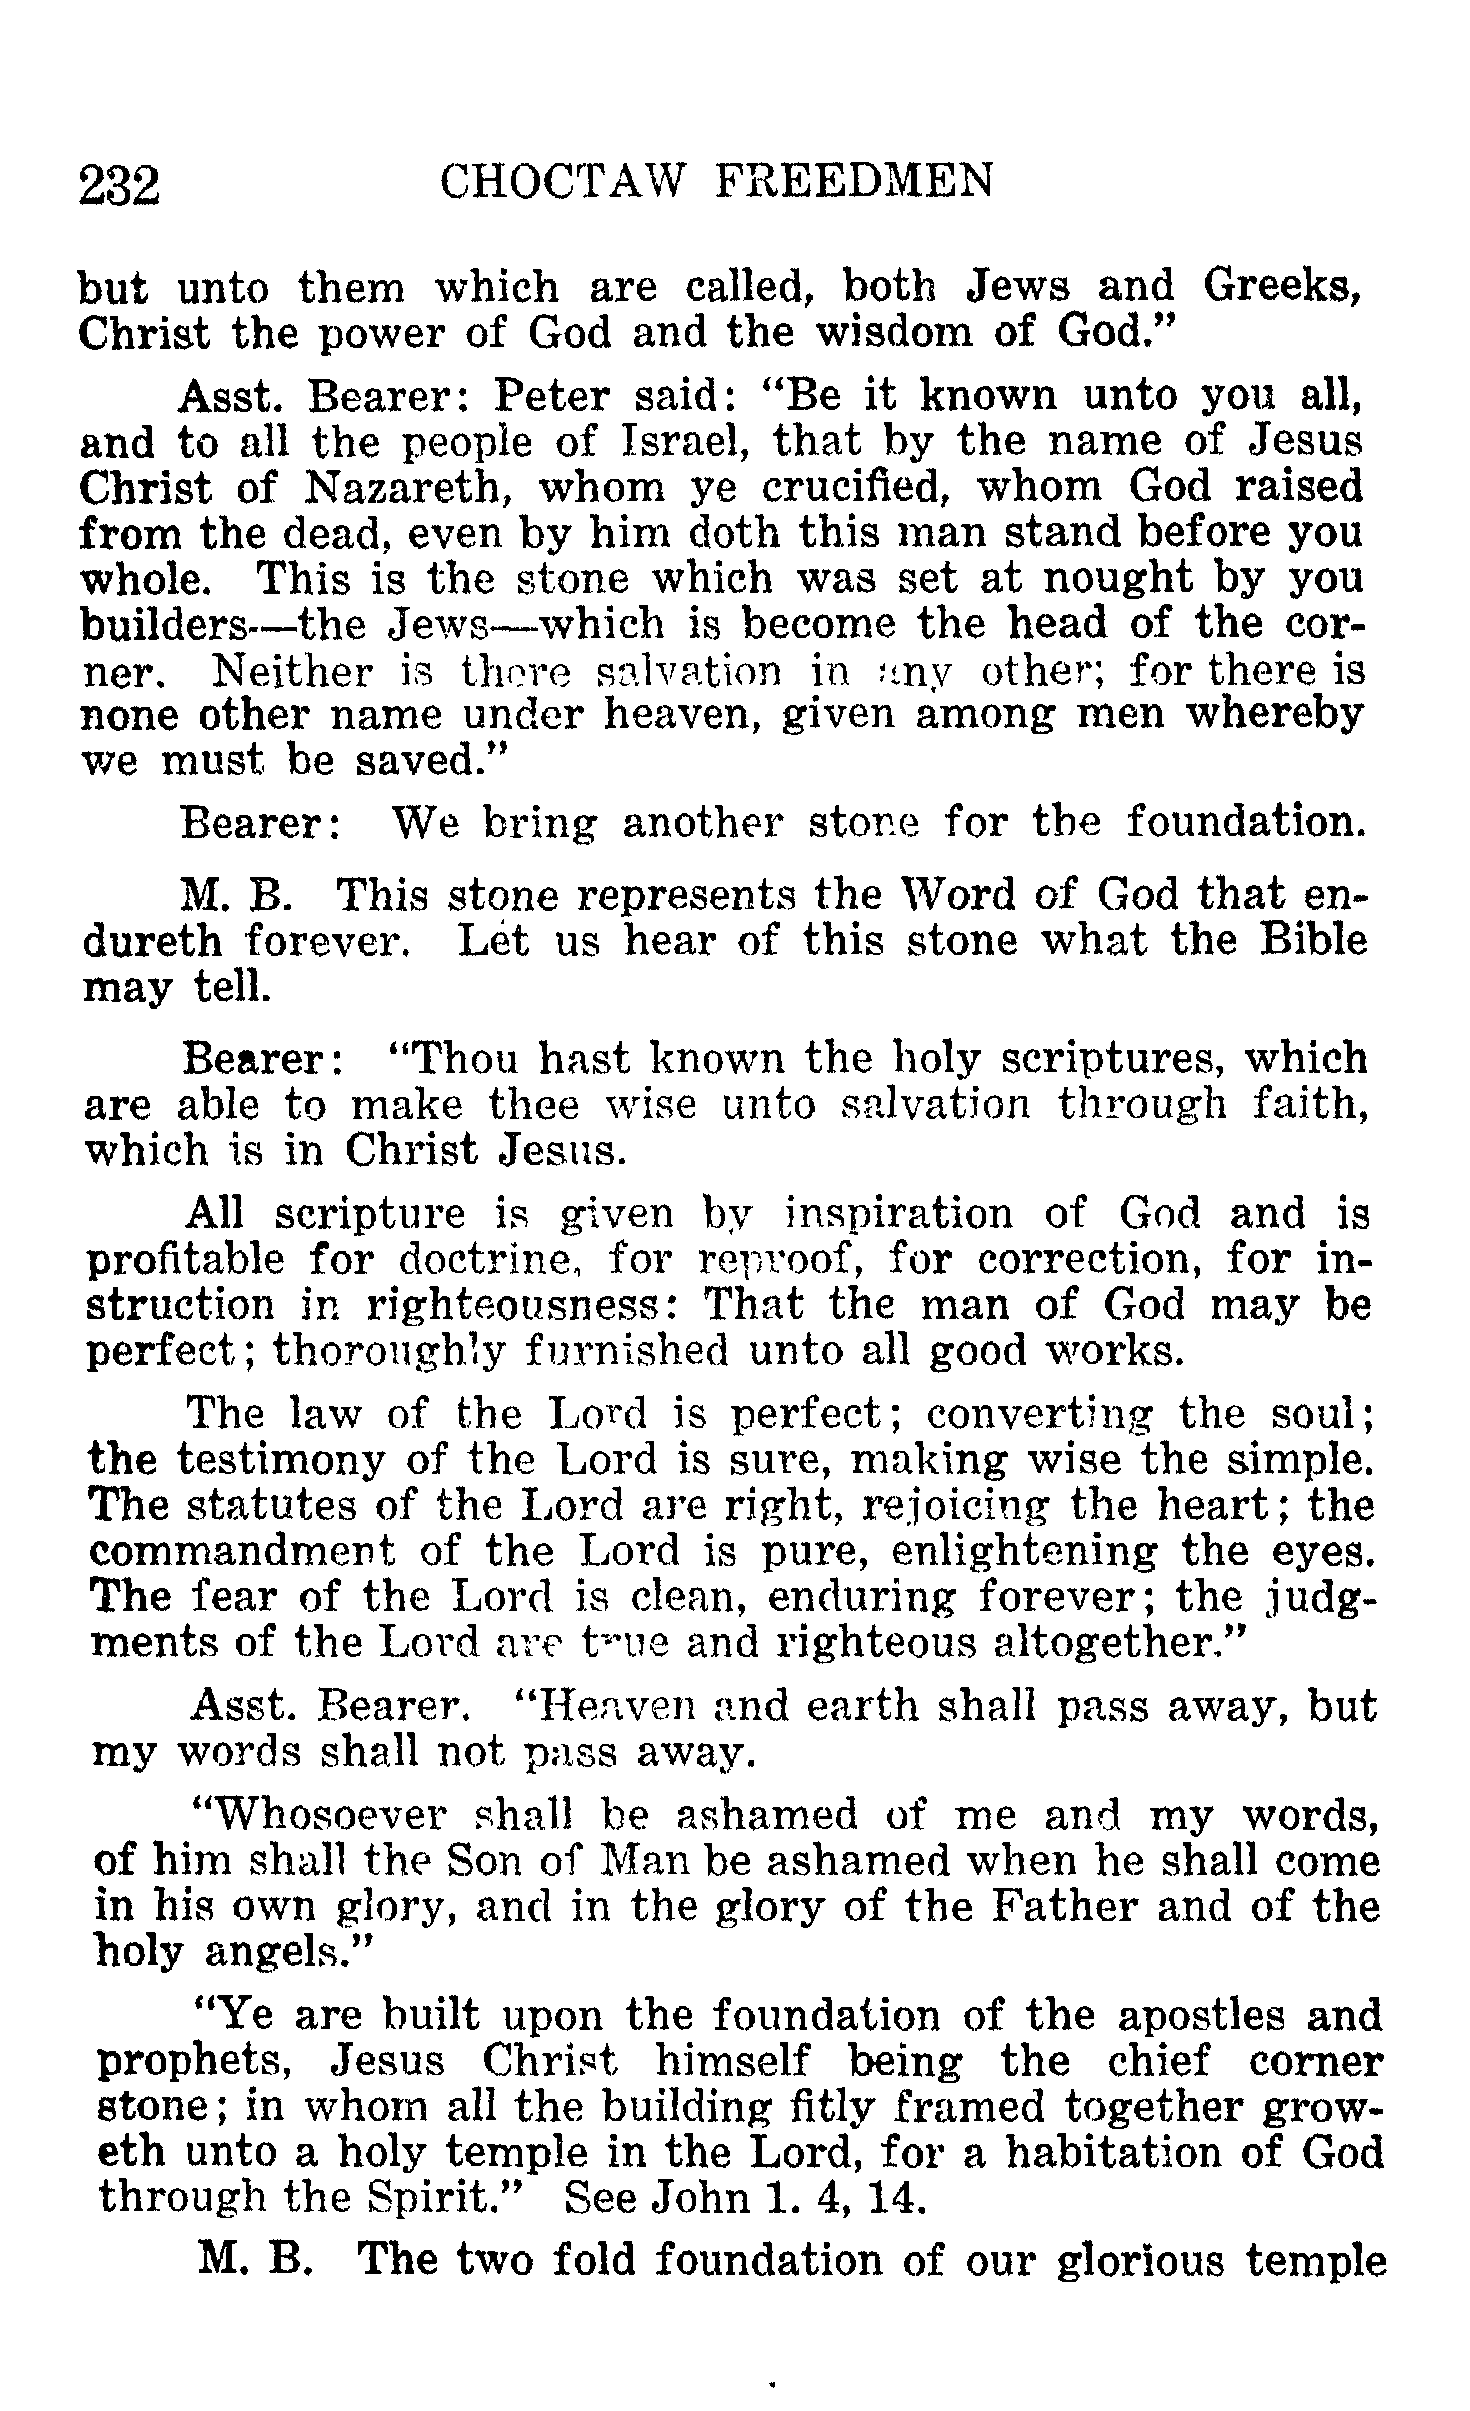 232 CHOCTAW FREEDMEN
but unto them which are called, both Jews and Greeks,
Christ the power of God and the wisdom of God."
Asst. Bearer: Peter said: "Be it known unto you all,
and to all the people of Israel, that by the name of Jesus
Christ of Nazareth, whom ye crucified, whom God raised
from the dead, even by him doth this man stand before you
whole. This is the stone which was set at nought by you
builders—the Jews—which is become the head of the cor-
ner. Neither is there salvation in any other; for there is
none other name under heaven, given among men whereby
we must be saved."
Bearer: We bring another stone for the foundation.
M. B. This stone represents the Word of God that en-
dureth forever. Let us hear of this stone what the Bible
may tell.
Bearer: "Thou hast known the holy scriptures, which
are able to make thee wise unto salvation through faith,
which is in Christ Jesus.
All scripture is given by inspiration of God and is
profitable for doctrine, for reproof, for correction, for in-
struction in righteousness: That the man of God may be
perfect; thoroughly furnished unto all good works.
The law of the Lord is perfect; converting the soul;
the testimony of the Lord is sure, making wise the simple.
The statutes of the Lord are right, rejoicing the heart; the
commandment of the Lord is pure, enlightening the eyes.
The fear of the Lord is clean, enduring forever; the judg-
ments of the Lord are true and righteous altogether."
Asst. Bearer. "Heaven and earth shall pass away, but
my words shall not pass away.
"Whosoever shall be ashamed of me and my words,
of him shall the Son of Man be ashamed when he shall come
in his own glory, and in the glory of the Father and of the
holy angels."
"Ye are built upon the foundation of the apostles and
prophets, Jesus Christ himself being the chief corner
stone; in whom all the building fitly framed together grow-
eth unto a holy temple in the Lord, for a habitation of God
through the Spirit." See John 1. 4, 14.
M. B. The two fold foundation of our glorious temple